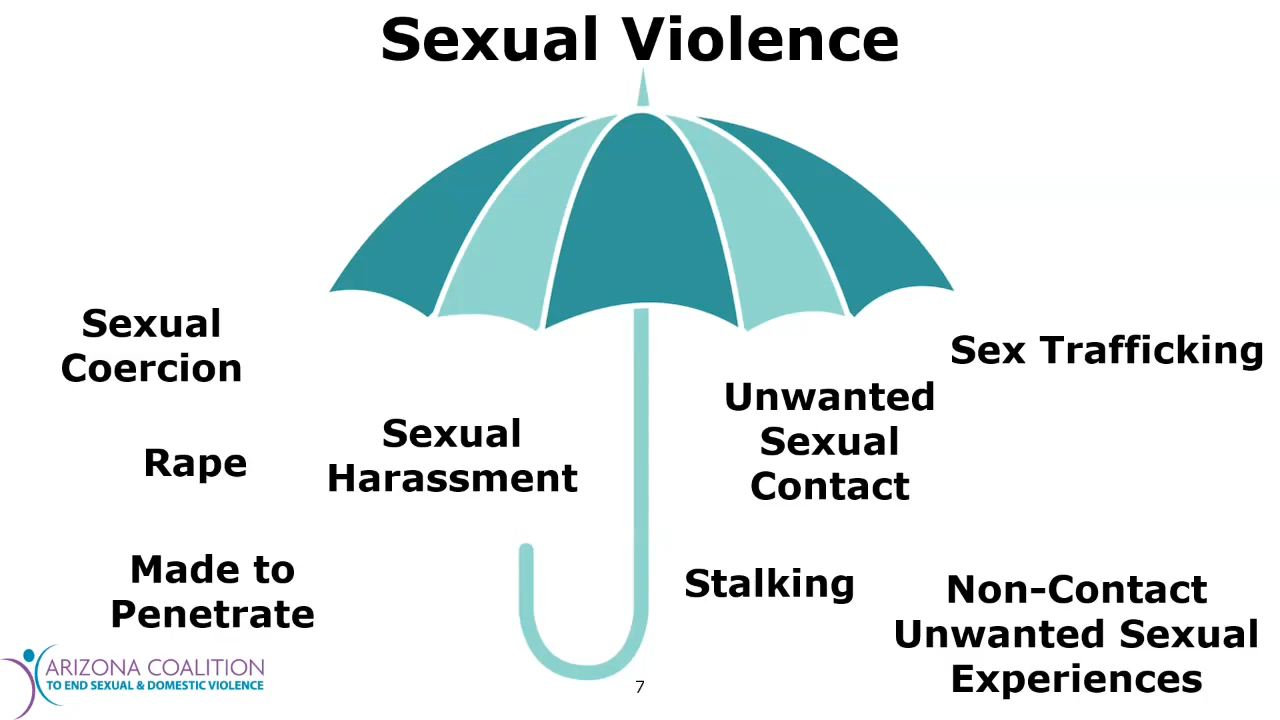 Sexual Violence
Sexual
Coercion
Rape
Made to
Penetrate
Sexual
Harassment
Unwanted
Sexual
Contact
Sex Trafficking
Stalking
Non-Contact
Unwanted Sexual
Experiences
ARIZONA COALITION
TO END SEXUAL & DOMESTIC VIOLENCE
7